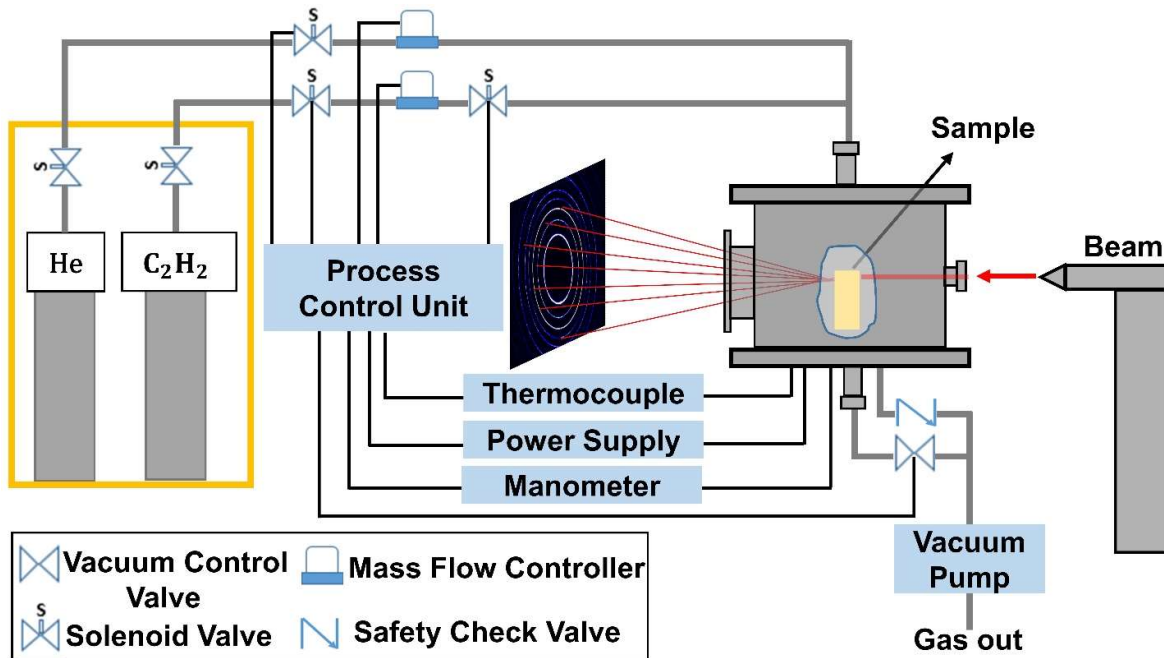 S
S
S
Sample
S
S
Beam
He
C₂H₂
Process
Control Unit
Thermocouple
Power Supply
Manometer
Vacuum
Pump
Gas out
Vacuum Control
Valve
Mass Flow Controller
S
Solenoid Valve
Safety Check Valve